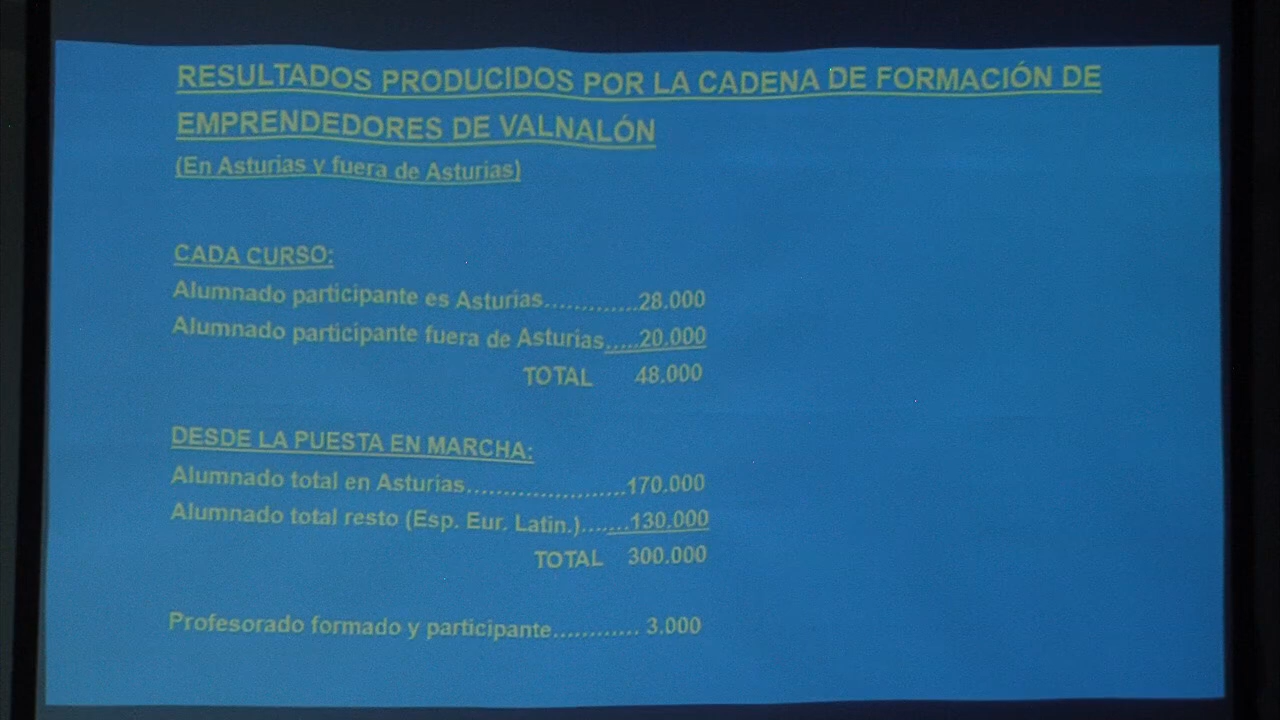 RESULTADOS PRODUCIDOS POR LA CADENA DE FORMACIÓN DE
EMPRENDEDORES DE VALNALÓN
(En Asturias y fuera de Asturias)
CADA CURSO:
Alumnado participante es Asturias.............28.000
Alumnado participante fuera de Asturias.....20.000
TOTAL 48.000
DESDE LA PUESTA EN MARCHA:
Alumnado total en Asturias......................170.000
Alumnado total resto (Esp. Eur. Latin.).......130.000
TOTAL 300.000
Profesorado formado y participante............ 3.000